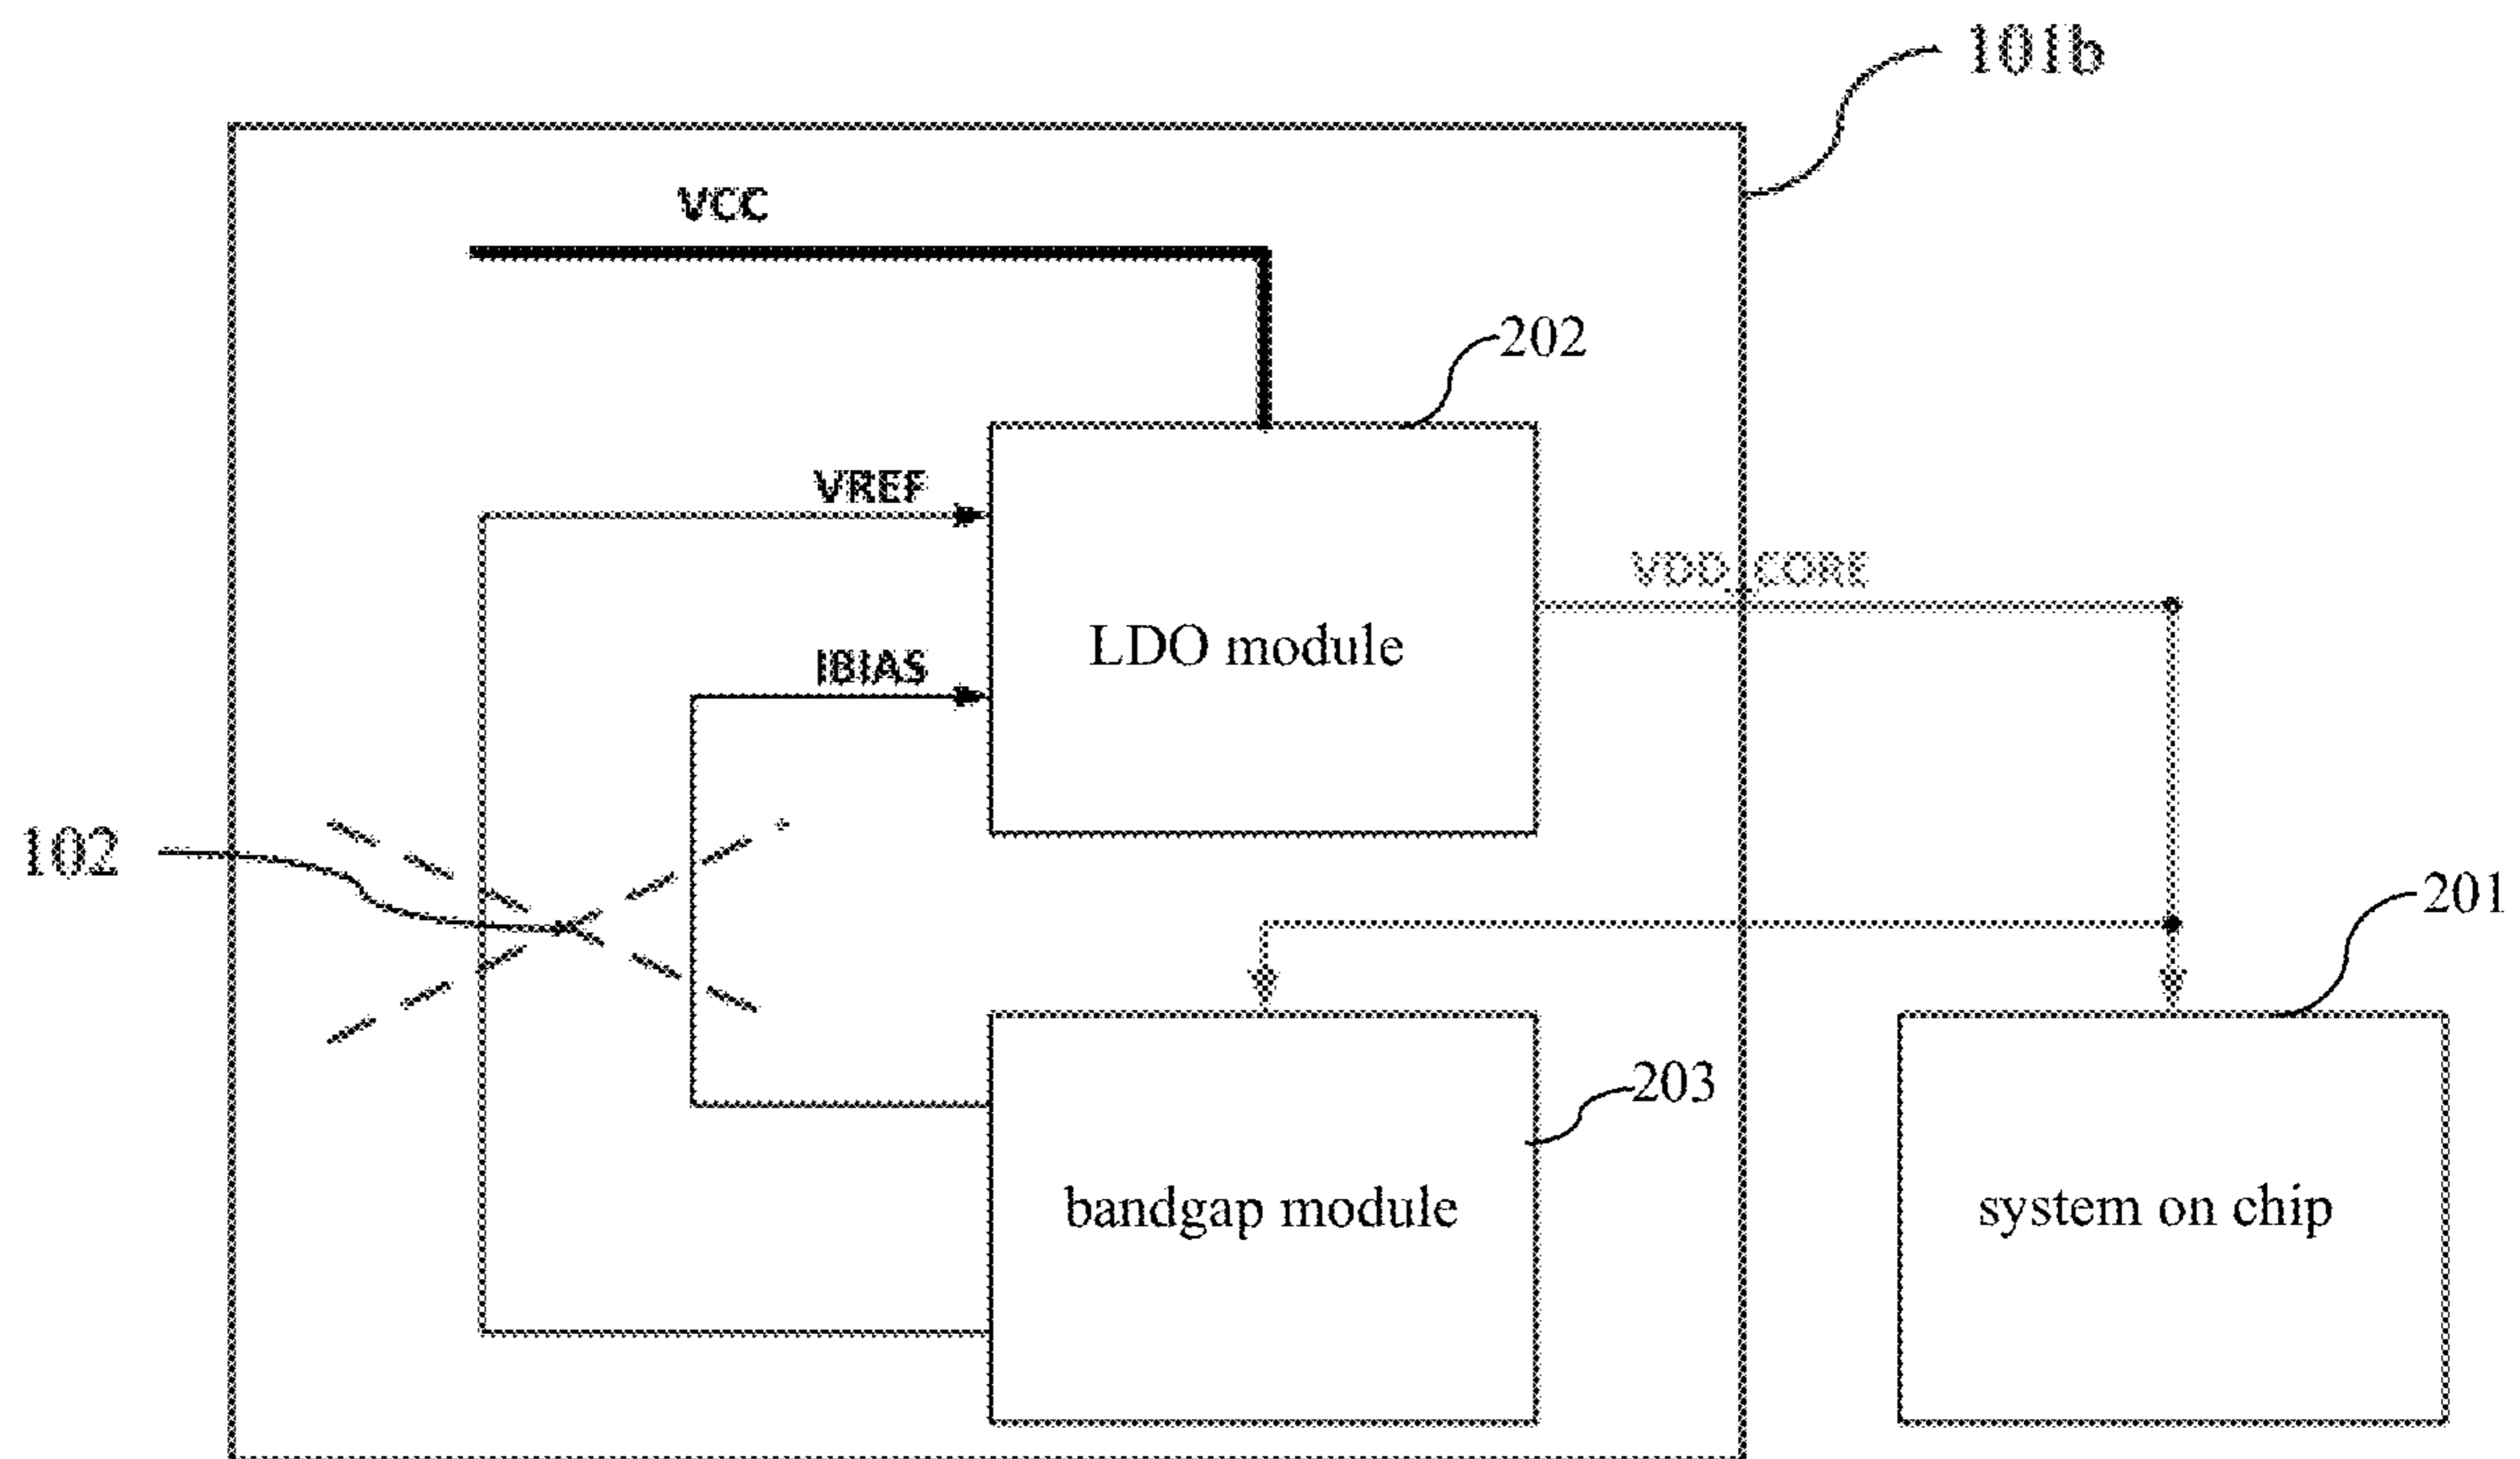 101b
VCC
202
VREF
VDD_CORE
LDO module
IBIAS
102
201
203
bandgap module
system on chip